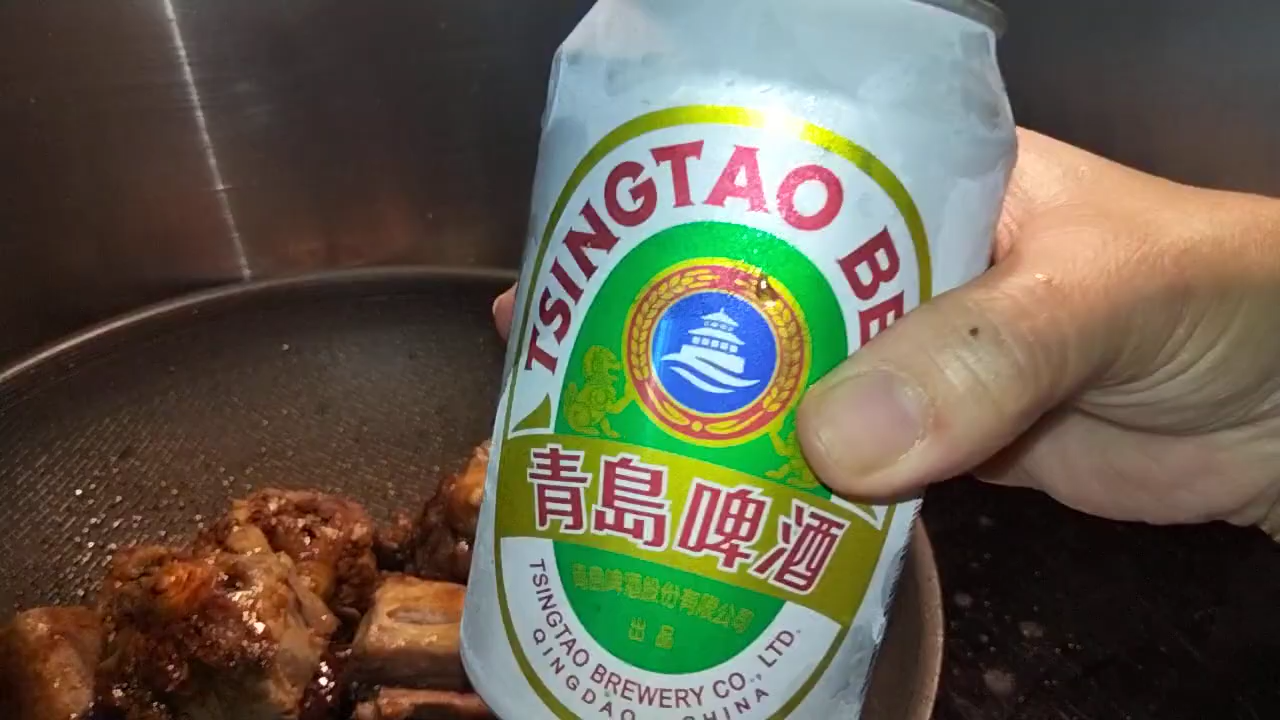 TSINGTAO BE
青島啤酒
青島啤酒股份有限公司
出品
TSINGTAO BREWERY CO., LTD.
QINGDAO CHINA